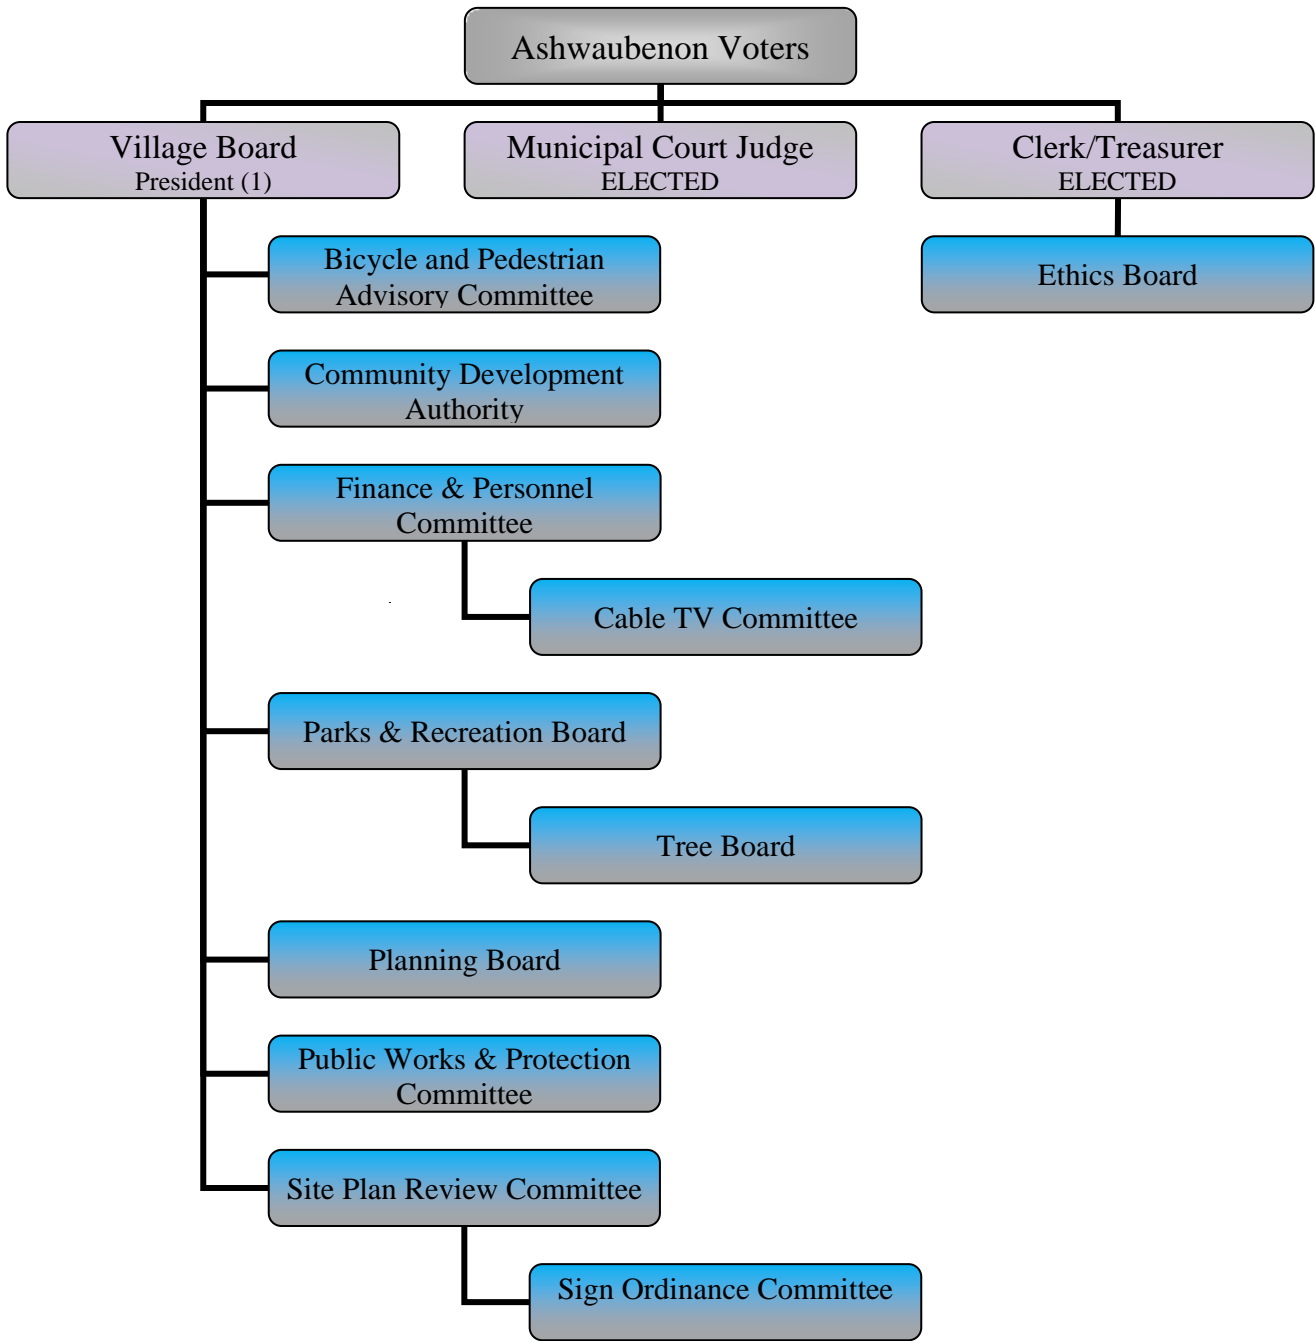 Ashwaubenon Voters
Village Board
President (1)
Municipal Court Judge
ELECTED
Clerk/Treasurer
ELECTED
Bicycle and Pedestrian
Advisory Committee
Ethics Board
Community Development
Authority
Finance & Personnel
Committee
Cable TV Committee
Parks & Recreation Board
Tree Board
Planning Board
Public Works & Protection
Committee
Site Plan Review Committee
Sign Ordinance Committee